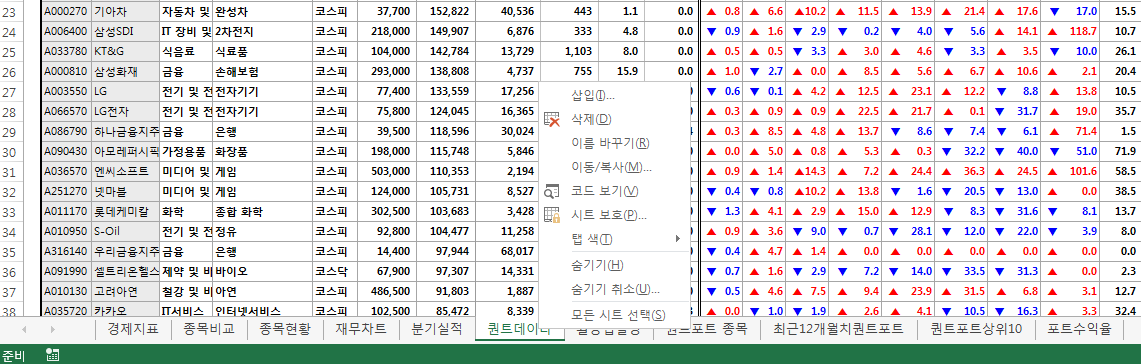 23 A000270 기아차 자동차 및 완성차 코스피 37,700 152,822 40,536 443 1.1 0.0 ▲ 0.8 ▲ 6.6 ▲10.2 ▲ 11.5 ▲ 13.9 ▲ 21.4 ▲ 17.6 ▼ 17.0 15.5
24 A006400 삼성SDI IT 장비 및 2차전지 코스피 218,000 149,907 6,876 333 4.8 0.0 ▼ 0.9 ▲ 1.6 ▼ 2.9 ▼ 0.2 ▼ 4.0 ▼ 5.6 ▲ 14.1 ▲ 118.7 10.7
25 A033780 KT&G 식음료 식료품 코스피 104,000 142,784 13,729 1,103 8.0 0.0 ▲ 0.5 ▲ 0.5 ▼ 3.3 ▲ 3.0 ▲ 4.6 ▼ 3.3 ▲ 3.5 ▼ 10.0 26.1
26 A000810 삼성화재 금융 손해보험 코스피 293,000 138,808 4,737 755 15.9 0.0 ▲ 1.0 ▼ 2.7 ▲ 0.0 ▲ 8.5 ▲ 5.6 ▲ 6.7 ▲ 10.6 ▲ 2.1 20.4
27 A003550 LG 전기 및 전 전자기기 코스피 77,400 133,559 17,256 ▼ 0.6 ▼ 0.1 ▲ 4.2 ▲ 12.5 ▲ 23.1 ▲ 12.2 ▼ 8.8 ▲ 13.8 10.5
28 A066570 LG전자 전기 및 전 전자기기 코스피 75,800 124,045 16,365 ▲ 0.3 ▲ 0.9 ▲ 0.9 ▲ 22.5 ▲ 21.7 ▲ 0.1 ▼ 31.7 ▲ 19.0 35.7
29 A086790 하나금융지주 금융 은행 코스피 39,500 118,596 30,024 ▲ 0.3 ▲ 8.5 ▲ 4.8 ▲ 13.7 ▼ 8.6 ▼ 7.4 ▼ 6.1 ▲ 71.4 1.5
30 A090430 아모레퍼시픽 가정용품 화장품 코스피 198,000 115,748 5,846 ▲ 0.0 ▲ 5.0 ▲ 0.8 ▲ 5.3 ▲ 0.3 ▼ 32.2 ▼ 40.0 ▼ 51.0 71.9
31 A036570 엔씨소프트 미디어 및 게임 코스피 503,000 110,353 2,194 ▲ 0.9 ▲ 1.4 ▲14.3 ▲ 7.2 ▲ 24.4 ▲ 36.3 ▲ 24.5 ▲ 101.6 58.5
32 A251270 넷마블 미디어 및 게임 코스피 124,000 105,731 8,527 ▼ 0.4 ▼ 0.8 ▲10.2 ▲ 13.8 ▼ 1.6 ▼ 20.5 ▼ 13.0 ▲ 0.0 38.5
33 A011170 롯데케미칼 화학 종합 화학 코스피 302,500 103,683 3,428 ▼ 1.3 ▲ 4.1 ▲ 2.9 ▲ 15.0 ▲ 12.9 ▼ 8.3 ▼ 31.6 ▼ 8.1 13.7
34 A010950 S-Oil 전기 및 전 정유 코스피 92,800 104,477 11,258 ▲ 0.9 ▲ 3.6 ▼ 9.0 ▼ 0.7 ▼ 28.1 ▼ 12.0 ▼ 22.0 ▼ 3.9 8.0
35 A316140 우리금융지주 금융 은행 코스피 14,400 97,944 68,017 ▼ 0.4 ▲ 4.7 ▲ 1.4 ▲ 0.0 ▲ 0.0 ▲ 0.0 ▲ 0.0 ▲ 0.0 0.0
36 A091990 셀트리온헬스 제약 및 바 바이오 코스닥 67,900 97,307 14,331 ▼ 0.7 ▲ 1.6 ▼ 2.9 ▼ 7.2 ▼ 14.0 ▼ 33.5 ▼ 31.3 ▲ 0.0 2.3
37 A010130 고려아연 철강 및 비 아연 코스피 486,500 91,803 1,887 ▼ 0.5 ▲ 4.6 ▲ 7.5 ▲ 9.4 ▲ 23.9 ▲ 31.5 ▲ 6.8 ▲ 3.1 12.7
38 A035720 카카오 IT서비스 인터넷서비스 코스피 102,500 85,472 8,339 ▼ 0.0 ▼ 1.0 ▼ 1.9 ▲ 2.6 ▲ 4.1 ▼ 10.5 ▼ 16.3 ▲ 3.3 32.4
삽입(I)...
삭제(D)
이름 바꾸기(R)
이동/복사(M)...
코드 보기(V)
시트 보호(P)...
탭 색(T)
숨기기(H)
숨기기 취소(U)...
모든 시트 선택(S)
경제지표 종목비교 종목현황 재무차트 분기실적 퀀트데이터 퀀트포트 종목 최근12개월치퀀트포트 퀀트포트상위10 포트수익율
준비